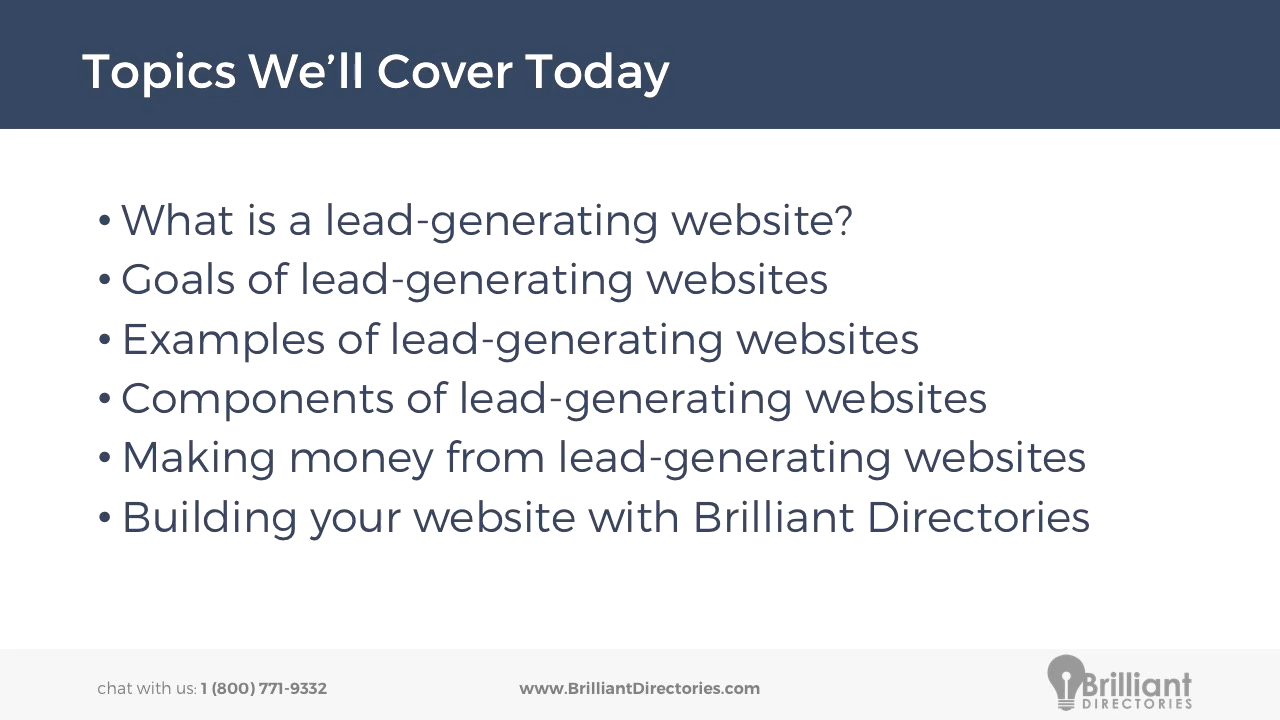 Topics We’ll Cover Today
• What is a lead-generating website?
• Goals of lead-generating websites
• Examples of lead-generating websites
• Components of lead-generating websites
• Making money from lead-generating websites
• Building your website with Brilliant Directories
chat with us: 1 (800) 771-9332
www.BrilliantDirectories.com
Brilliant
DIRECTORIES